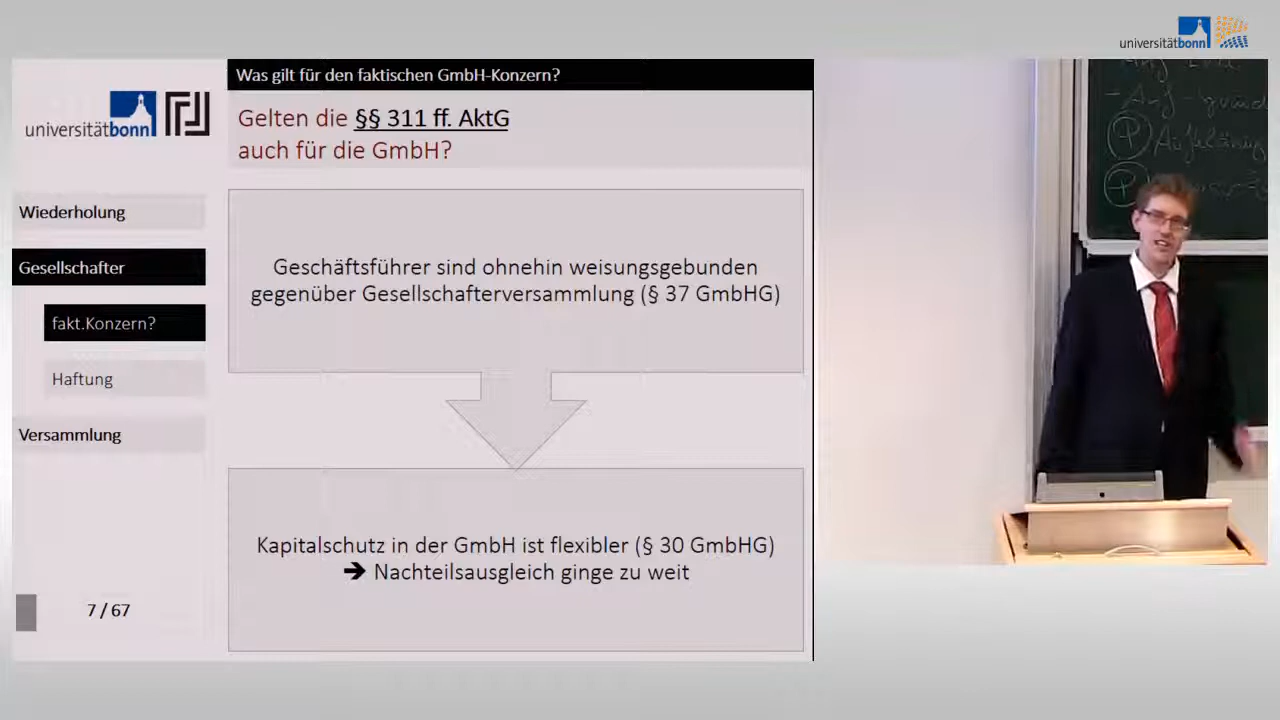 universitätbonn
universitätbonn
Was gilt für den faktischen GmbH-Konzern?
Gelten die §§ 311 ff. AktG
auch für die GmbH?
Wiederholung
Gesellschafter
fakt.Konzern?
Haftung
Versammlung
7 / 67
Geschäftsführer sind ohnehin weisungsgebunden
gegenüber Gesellschafterversammlung (§ 37 GmbHG)
Kapitalschutz in der GmbH ist flexibler (§ 30 GmbHG)
➔ Nachteilsausgleich ginge zu weit
P
P